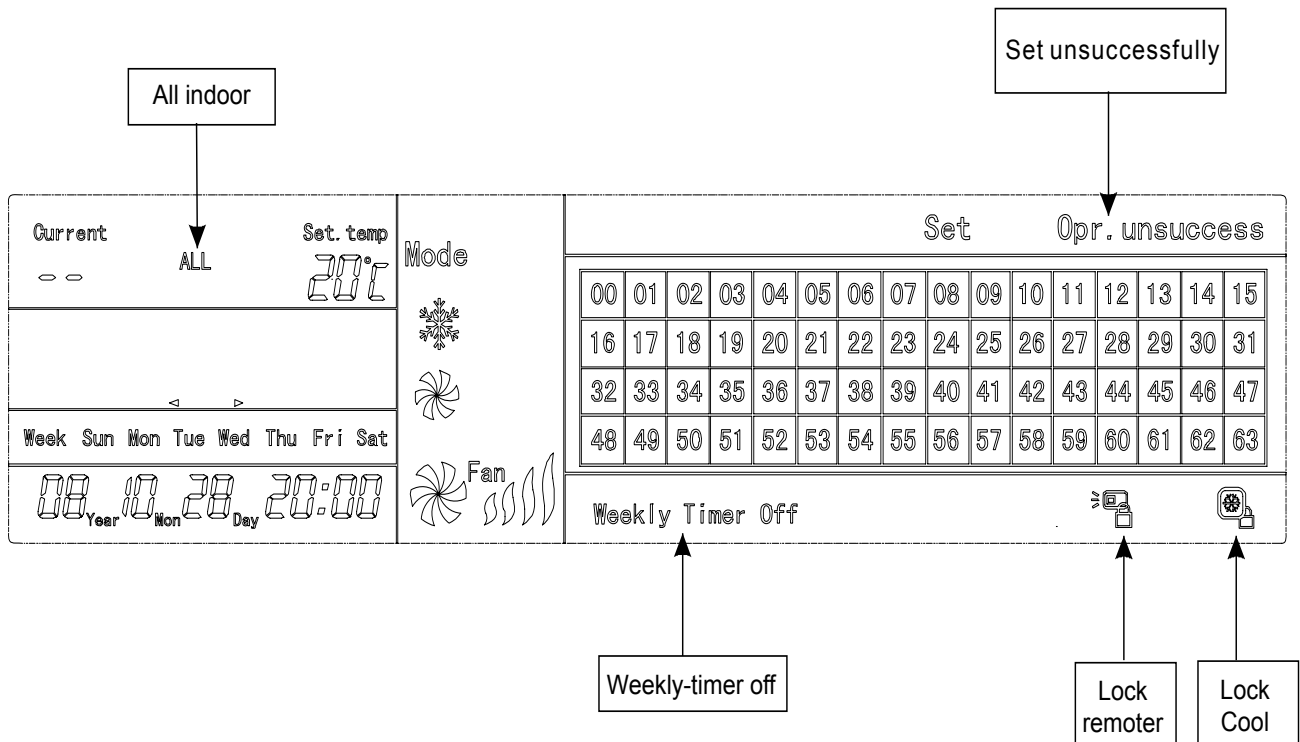 Set unsuccessfully
All indoor
Current
ALL
Set.temp
--
20℃
Mode
Set Opr.unsuccess
00 01 02 03 04 05 06 07 08 09 10 11 12 13 14 15
16 17 18 19 20 21 22 23 24 25 26 27 28 29 30 31
32 33 34 35 36 37 38 39 40 41 42 43 44 45 46 47
48 49 50 51 52 53 54 55 56 57 58 59 60 61 62 63
Week Sun Mon Tue Wed Thu Fri Sat
08 Year 10 Mon 28 Day 20:00
Fan
Weekly Timer Off
Weekly-timer off
Lock
remoter
Lock
Cool